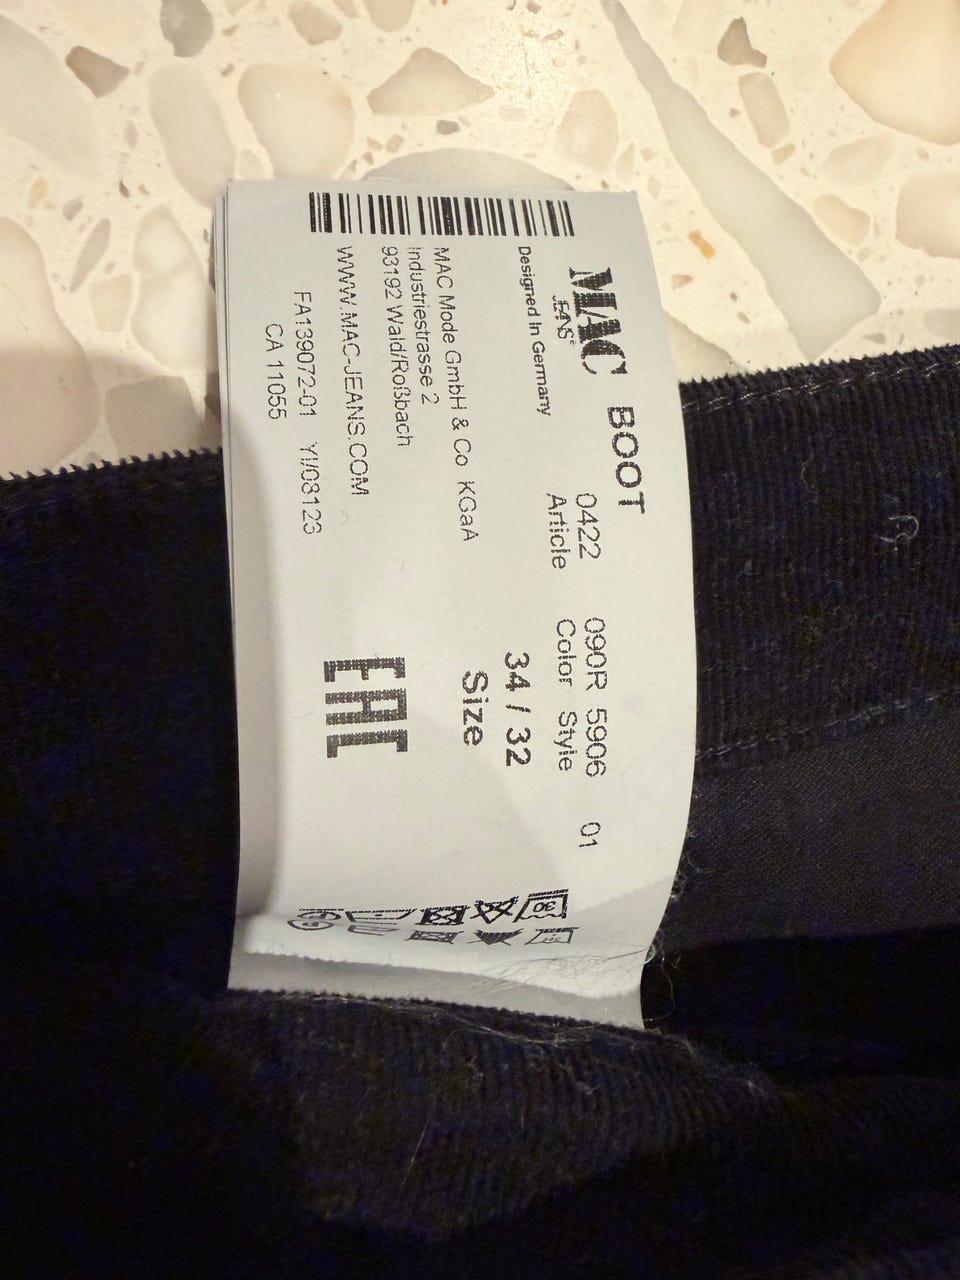 MAC
JEANS®
BOOT
0422 090R 5906 01
Article Color Style
Designed in Germany
34 / 32
Size
MAC Mode GmbH & Co KGaA
Industriestrasse 2
93192 Wald/Roßbach
WWW.MAC-JEANS.COM
EAC
FA139072-01 YI/03123
CA 11055
30